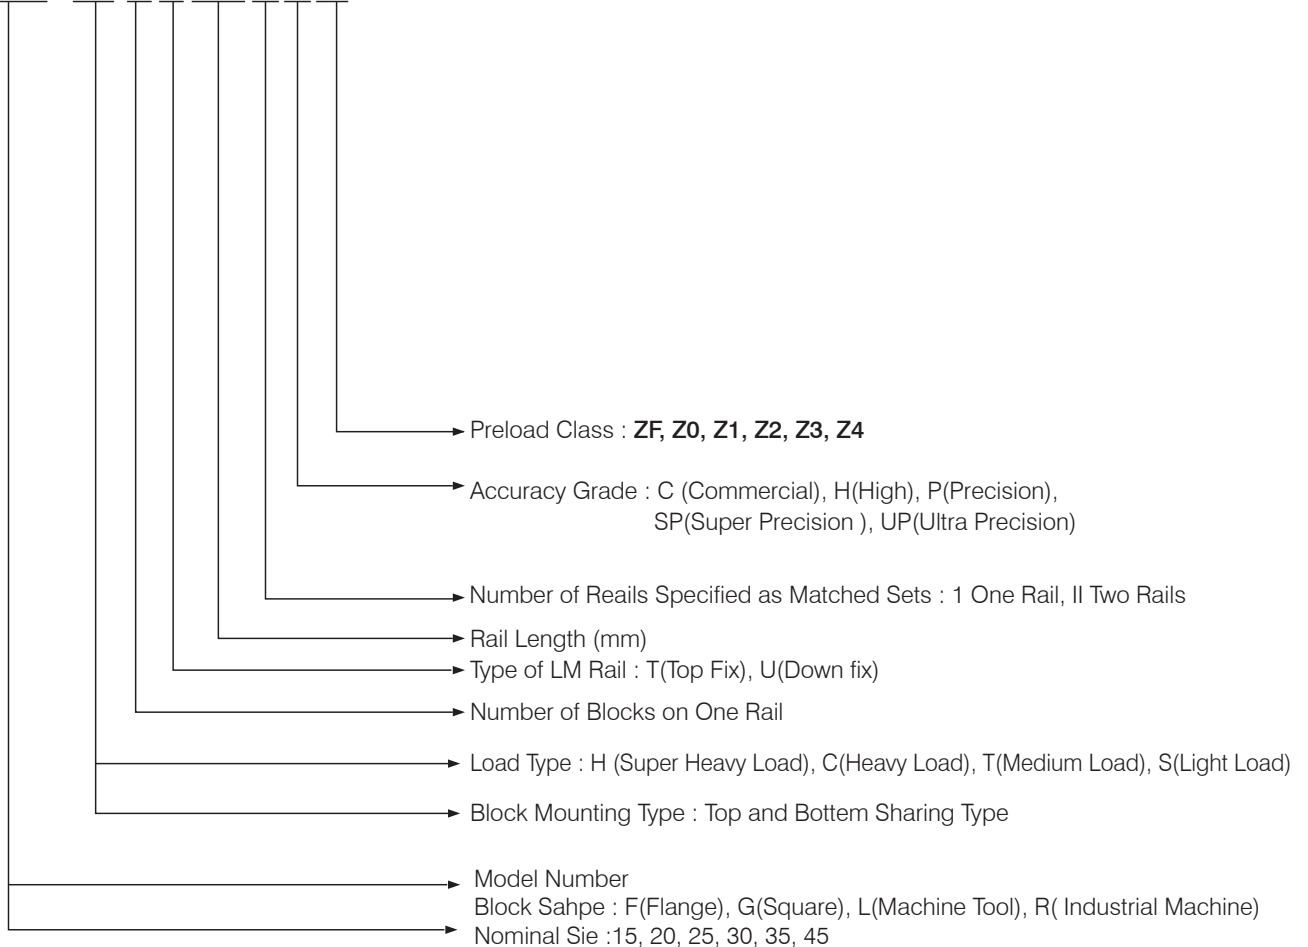 Preload Class : ZF, Z0, Z1, Z2, Z3, Z4
Accuracy Grade : C (Commercial), H(High), P(Precision),
SP(Super Precision ), UP(Ultra Precision)
Number of Reails Specified as Matched Sets : 1 One Rail, II Two Rails
Rail Length (mm)
Type of LM Rail : T(Top Fix), U(Down fix)
Number of Blocks on One Rail
Load Type : H (Super Heavy Load), C(Heavy Load), T(Medium Load), S(Light Load)
Block Mounting Type : Top and Bottem Sharing Type
Model Number
Block Sahpe : F(Flange), G(Square), L(Machine Tool), R( Industrial Machine)
Nominal Sie :15, 20, 25, 30, 35, 45